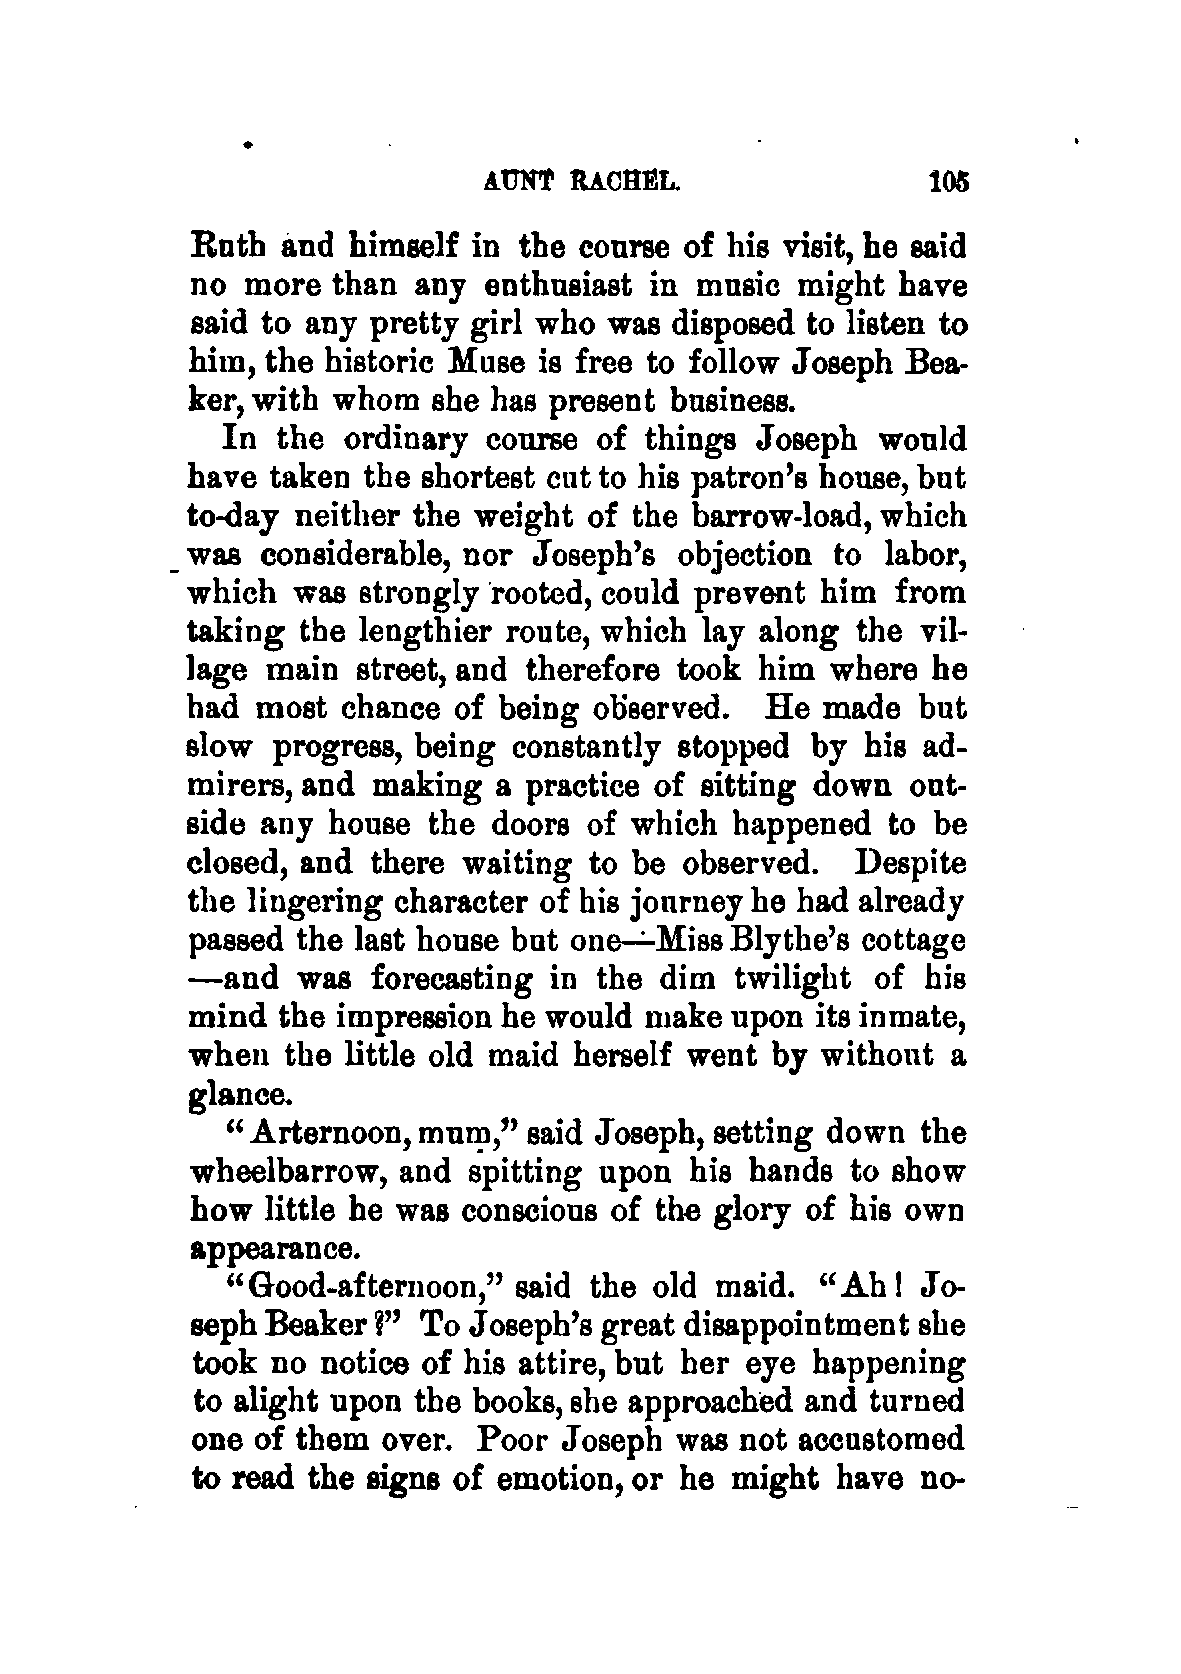 AUNT RACHEL. 105
Ruth and himself in the course of his visit, he said
no more than any enthusiast in music might have
said to any pretty girl who was disposed to listen to
him, the historic Muse is free to follow Joseph Bea-
ker, with whom she has present business.
In the ordinary course of things Joseph would
have taken the shortest cut to his patron's house, but
to-day neither the weight of the barrow-load, which
was considerable, nor Joseph's objection to labor,
which was strongly rooted, could prevent him from
taking the lengthier route, which lay along the vil-
lage main street, and therefore took him where he
had most chance of being observed. He made but
slow progress, being constantly stopped by his ad-
mirers, and making a practice of sitting down out-
side any house the doors of which happened to be
closed, and there waiting to be observed. Despite
the lingering character of his journey he had already
passed the last house but one—Miss Blythe's cottage
—and was forecasting in the dim twilight of his
mind the impression he would make upon its inmate,
when the little old maid herself went by without a
glance.
"Arternoon, mum," said Joseph, setting down the
wheelbarrow, and spitting upon his hands to show
how little he was conscious of the glory of his own
appearance.
"Good-afternoon," said the old maid. "Ah! Jo-
seph Beaker?" To Joseph's great disappointment she
took no notice of his attire, but her eye happening
to alight upon the books, she approached and turned
one of them over. Poor Joseph was not accustomed
to read the signs of emotion, or he might have no-